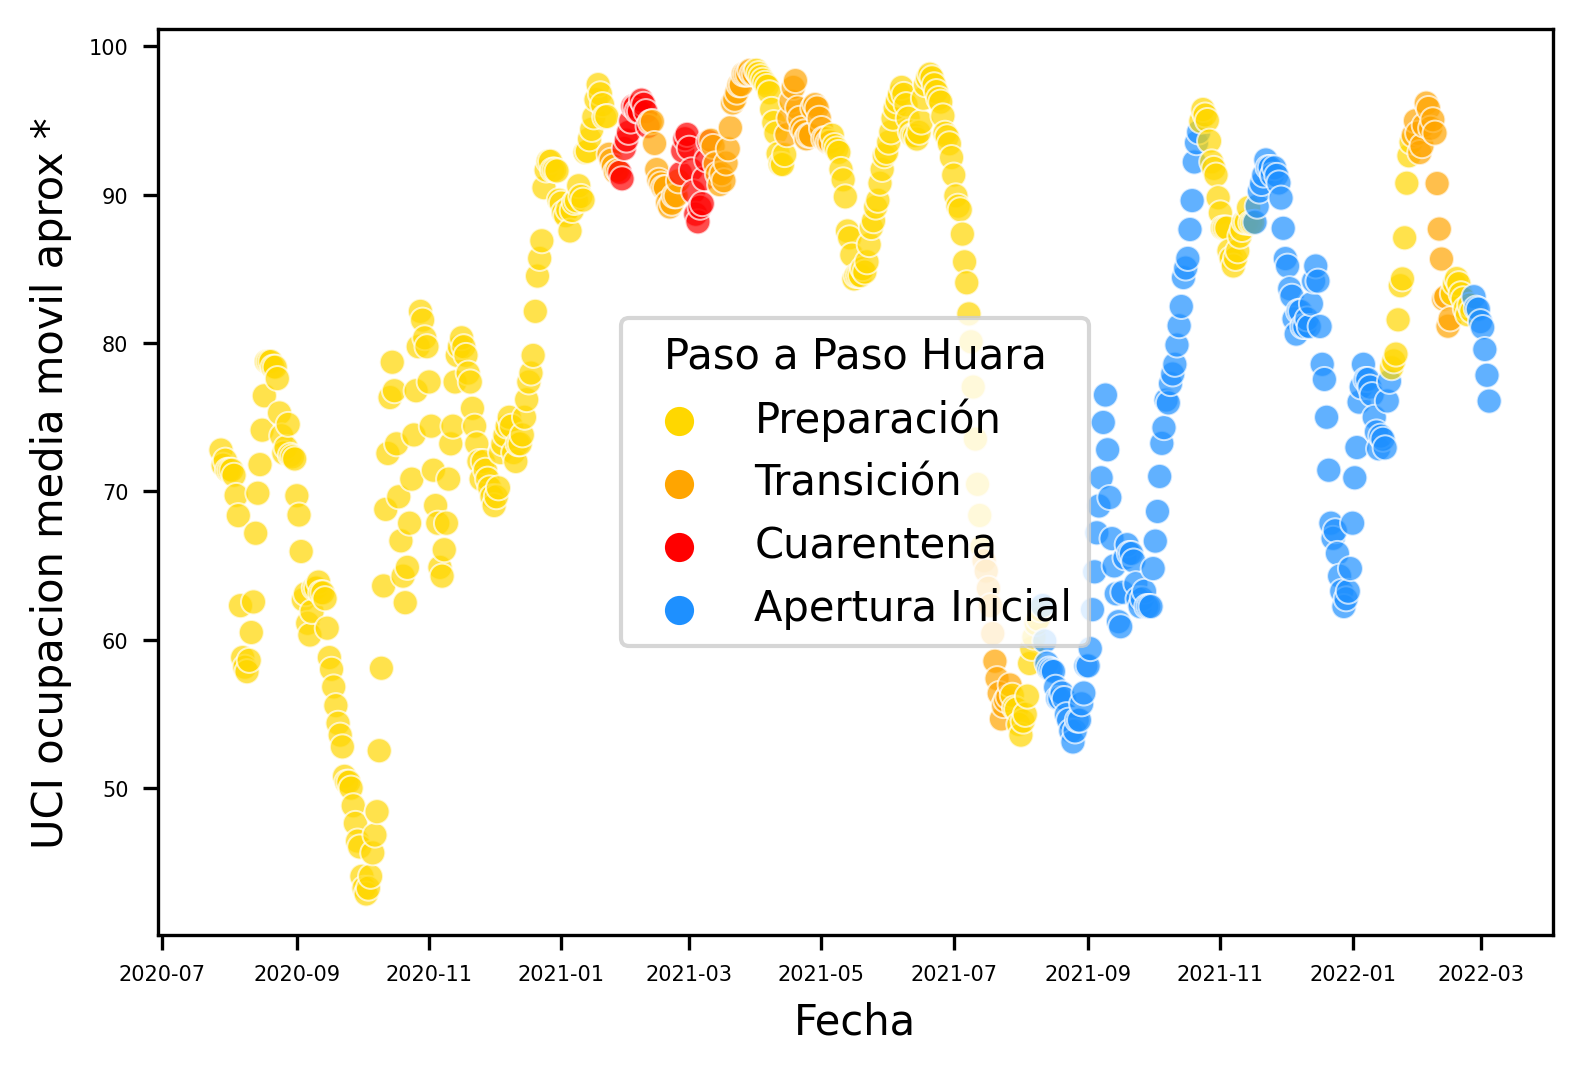 100
90
80
70
60
50
UCI ocupacion media movil aprox *
Paso a Paso Huara
Preparación
Transición
Cuarentena
Apertura Inicial
2020-07 2020-09 2020-11 2021-01 2021-03 2021-05 2021-07 2021-09 2021-11 2022-01 2022-03
Fecha